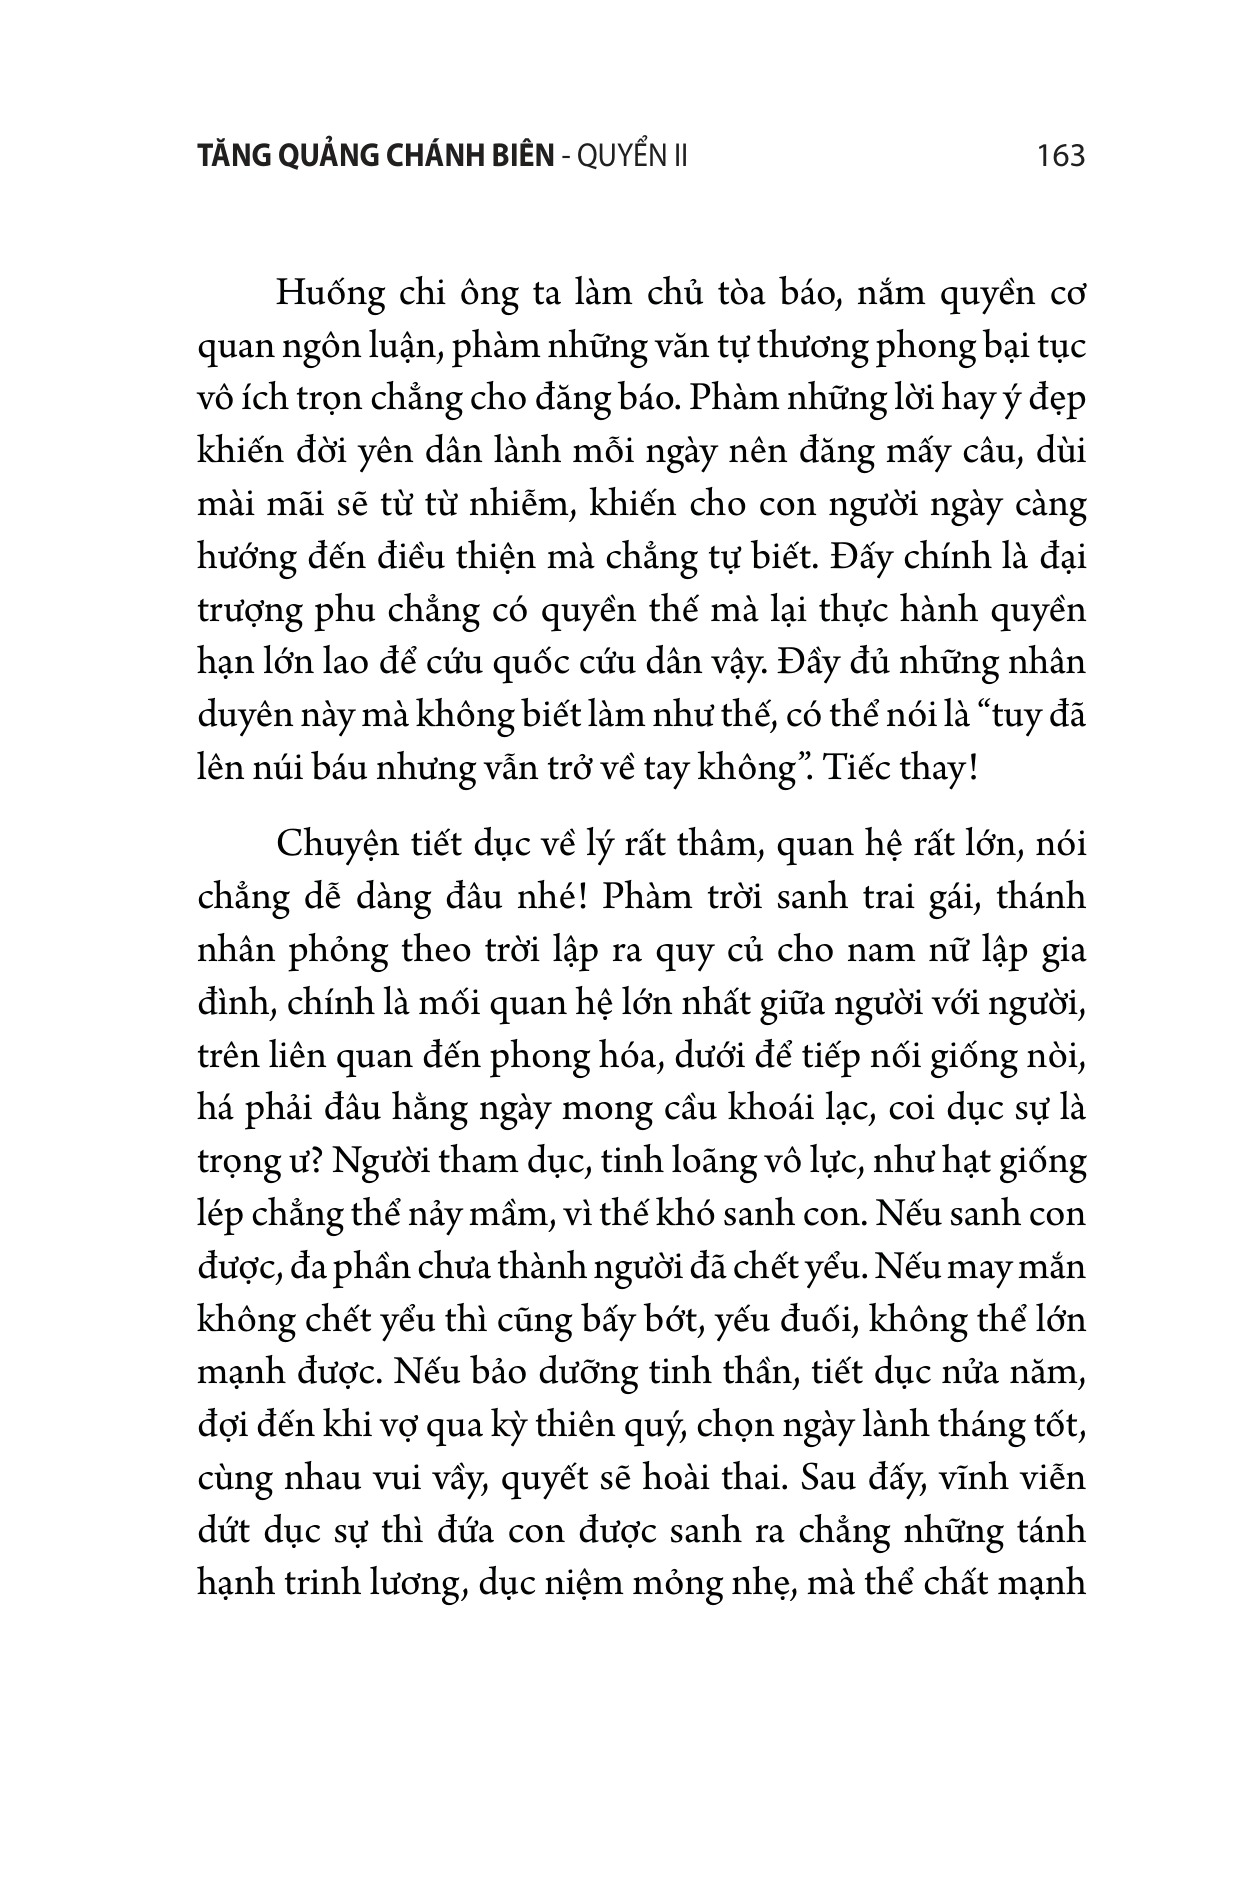 TĂNG QUẢNG CHÁNH BIÊN - QUYỂN II 163
Huống chi ông ta làm chủ tòa báo, nắm quyền cơ
quan ngôn luận, phàm những văn tự thương phong bại tục
vô ích trọn chẳng cho đăng báo. Phàm những lời hay ý đẹp
khiến đời yên dân lành mỗi ngày nên đăng mấy câu, dùi
mài mãi sẽ từ từ nhiễm, khiến cho con người ngày càng
hướng đến điều thiện mà chẳng tự biết. Đấy chính là đại
trượng phu chẳng có quyền thế mà lại thực hành quyền
hạn lớn lao để cứu quốc cứu dân vậy. Đầy đủ những nhân
duyên này mà không biết làm như thế, có thể nói là “tuy đã
lên núi báu nhưng vẫn trở về tay không”. Tiếc thay!
Chuyện tiết dục về lý rất thâm, quan hệ rất lớn, nói
chẳng dễ dàng đâu nhé! Phàm trời sanh trai gái, thánh
nhân phỏng theo trời lập ra quy củ cho nam nữ lập gia
đình, chính là mối quan hệ lớn nhất giữa người với người,
trên liên quan đến phong hóa, dưới để tiếp nối giống nòi,
há phải đâu hằng ngày mong cầu khoái lạc, coi dục sự là
trọng ư? Người tham dục, tinh loãng vô lực, như hạt giống
lép chẳng thể nảy mầm, vì thế khó sanh con. Nếu sanh con
được, đa phần chưa thành người đã chết yểu. Nếu may mắn
không chết yểu thì cũng bấy bớt, yếu đuối, không thể lớn
mạnh được. Nếu bảo dưỡng tinh thần, tiết dục nửa năm,
đợi đến khi vợ qua kỳ thiên quý, chọn ngày lành tháng tốt,
cùng nhau vui vầy, quyết sẽ hoài thai. Sau đấy, vĩnh viễn
dứt dục sự thì đứa con được sanh ra chẳng những tánh
hạnh trinh lương, dục niệm mỏng nhẹ, mà thể chất mạnh